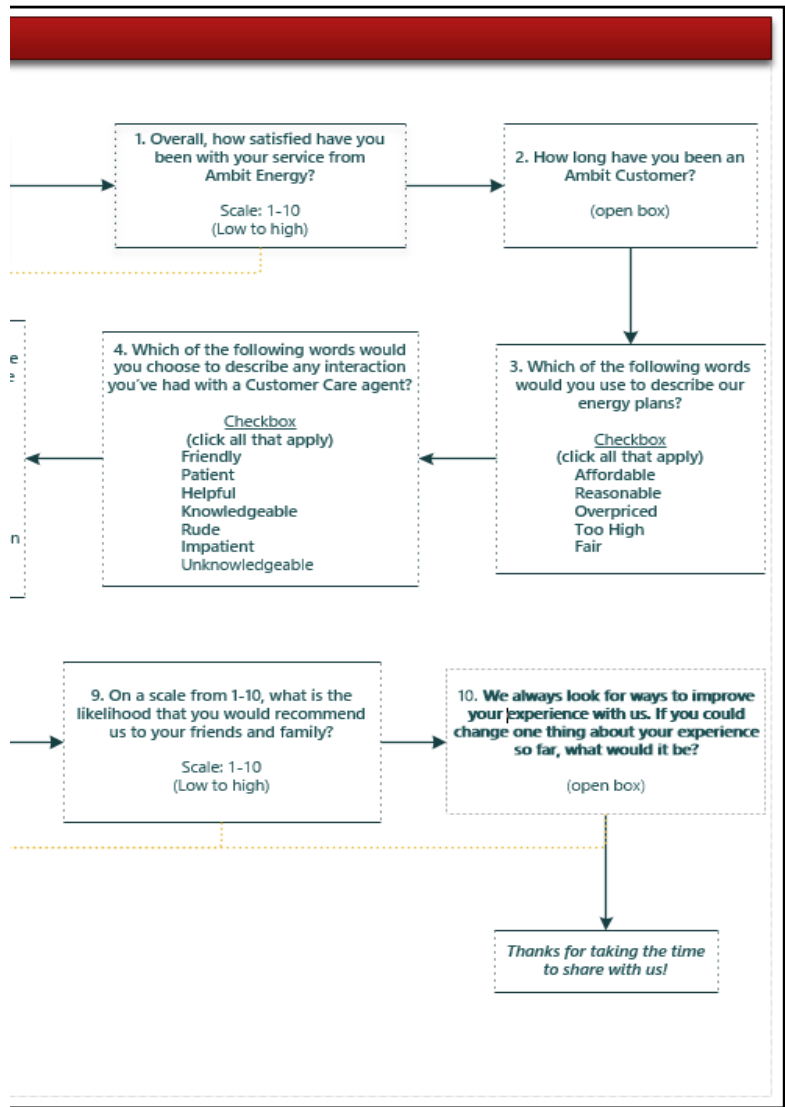 1. Overall, how satisfied have you
been with your service from
Ambit Energy?
Scale: 1-10
(Low to high)
2. How long have you been an
Ambit Customer?
(open box)
3. Which of the following words
would you use to describe our
energy plans?
Checkbox
(click all that apply)
Affordable
Reasonable
Overpriced
Too High
Fair
4. Which of the following words would
you choose to describe any interaction
you've had with a Customer Care agent?
Checkbox
(click all that apply)
Friendly
Patient
Helpful
Knowledgeable
Rude
Impatient
Unknowledgeable
e
n
9. On a scale from 1-10, what is the
likelihood that you would recommend
us to your friends and family?
Scale: 1-10
(Low to high)
10. We always look for ways to improve
your experience with us. If you could
change one thing about your experience
so far, what would it be?
(open box)
Thanks for taking the time
to share with us!